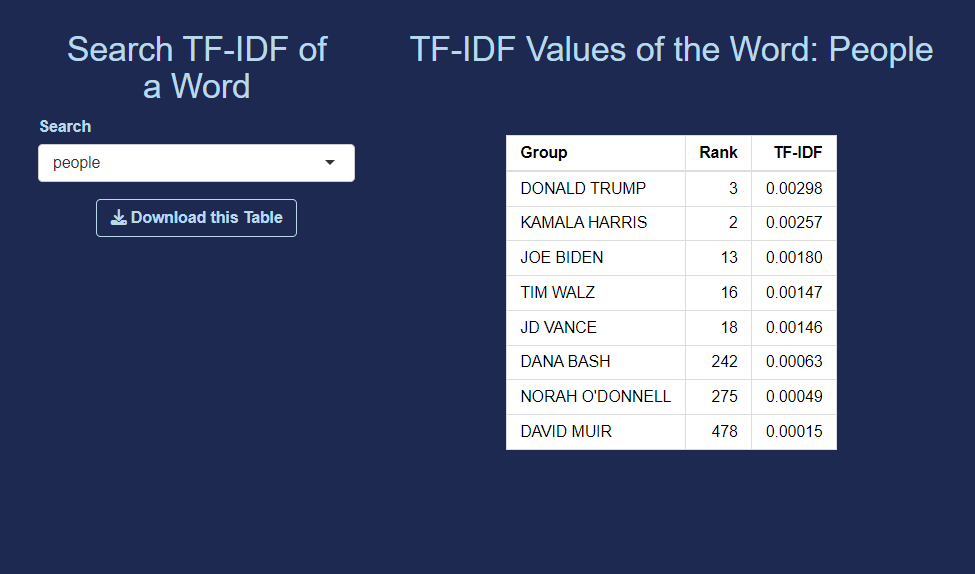 Search TF-IDF of
a Word
Search
people
Download this Table
TF-IDF Values of the Word: People
Group Rank TF-IDF
DONALD TRUMP 3 0.00298
KAMALA HARRIS 2 0.00257
JOE BIDEN 13 0.00180
TIM WALZ 16 0.00147
JD VANCE 18 0.00146
DANA BASH 242 0.00063
NORAH O'DONNELL 275 0.00049
DAVID MUIR 478 0.00015